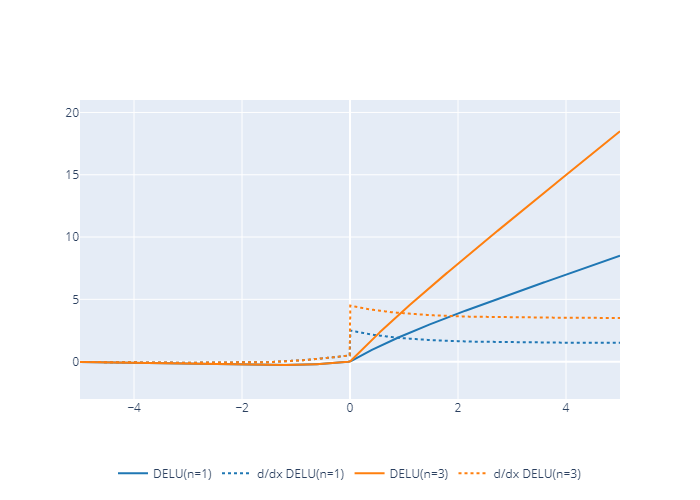 20
15
10
5
0
−4 −2 0 2 4
DELU(n=1) d/dx DELU(n=1) DELU(n=3) d/dx DELU(n=3)